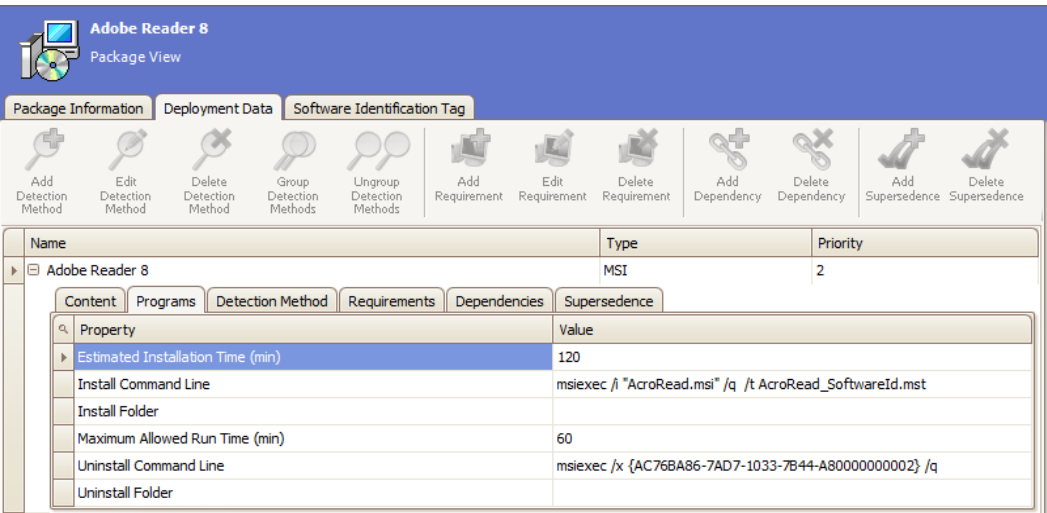 Adobe Reader 8
Package View
Package Information Deployment Data Software Identification Tag
Add Detection Method
Edit Detection Method
Delete Detection Method
Group Detection Methods
Ungroup Detection Methods
Add Requirement
Edit Requirement
Delete Requirement
Add Dependency
Delete Dependency
Add Supersedence
Delete Supersedence
Name Type Priority
Adobe Reader 8 MSI 2
Content Programs Detection Method Requirements Dependencies Supersedence
Property Value
Estimated Installation Time (min) 120
Install Command Line msiexec /i "AcroRead.msi" /q /t AcroRead_SoftwareId.mst
Install Folder
Maximum Allowed Run Time (min) 60
Uninstall Command Line msiexec /x {AC76BA86-7AD7-1033-7B44-A80000000002} /q
Uninstall Folder